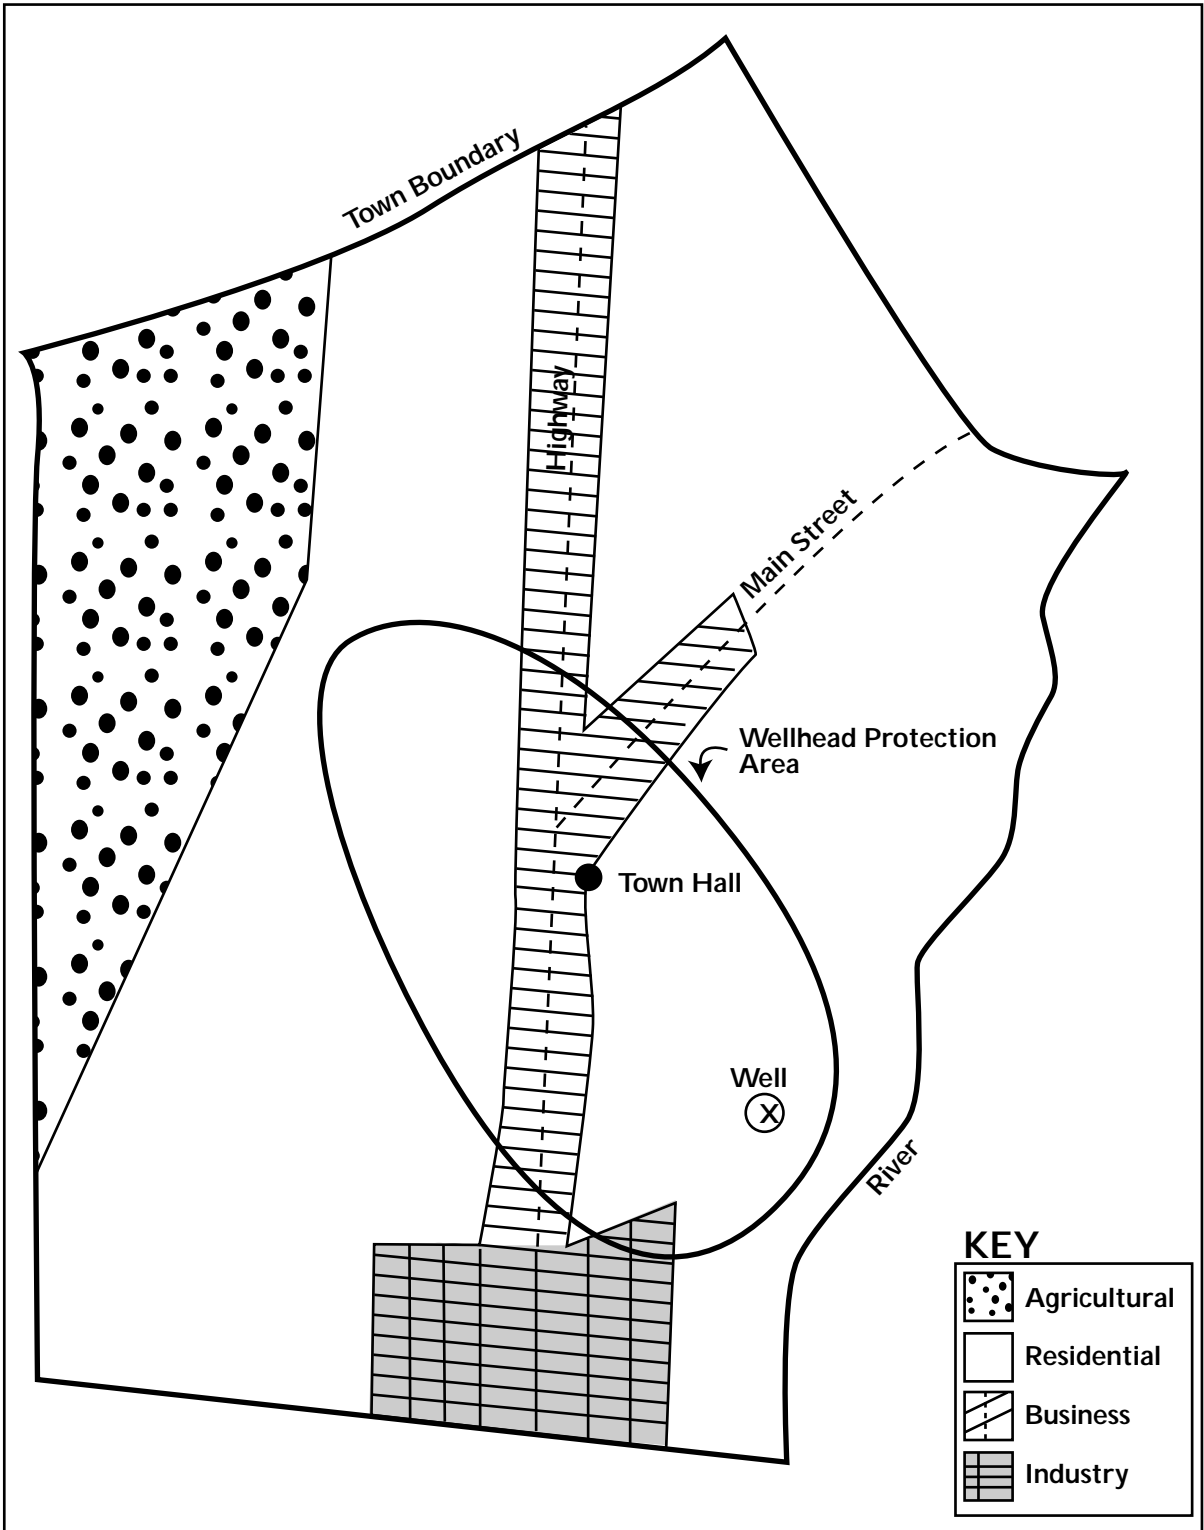 Town Boundary
Highway
Main Street
Wellhead Protection
Area
Town Hall
Well
X
River
KEY
Agricultural
Residential
Business
Industry